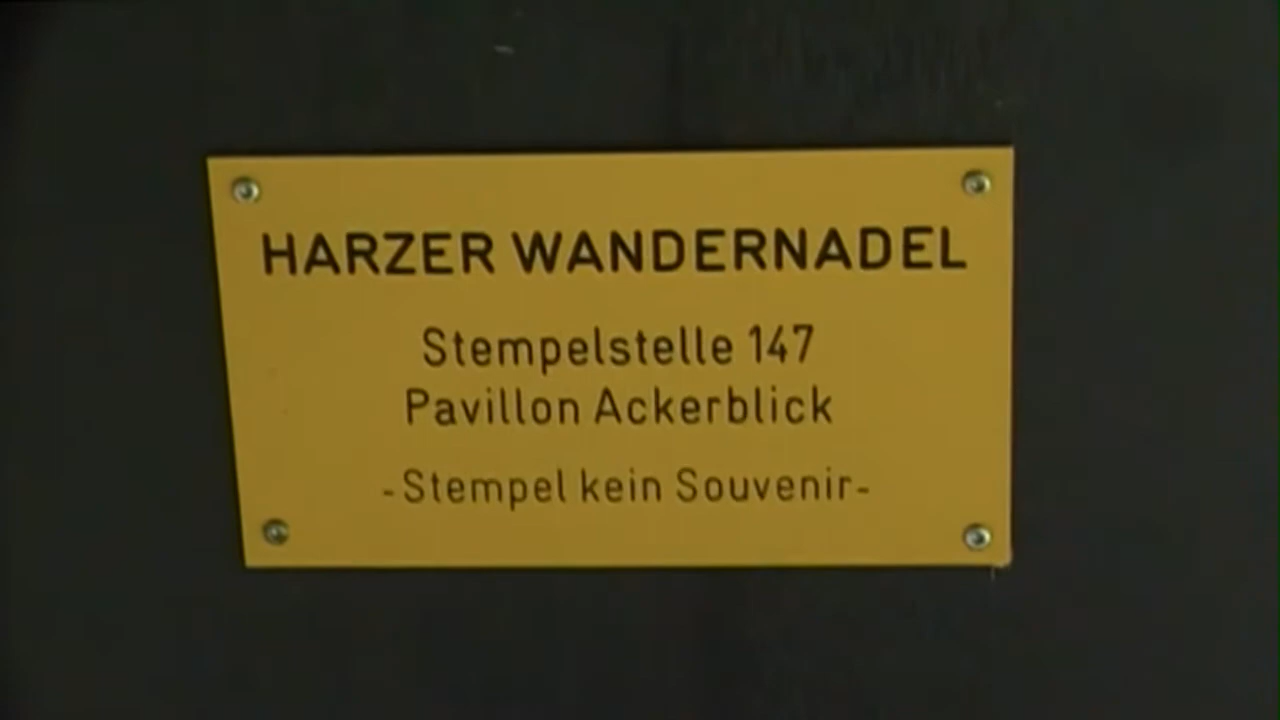 HARZER WANDERNADEL
Stempelstelle 147
Pavillon Ackerblick
-Stempel kein Souvenir-